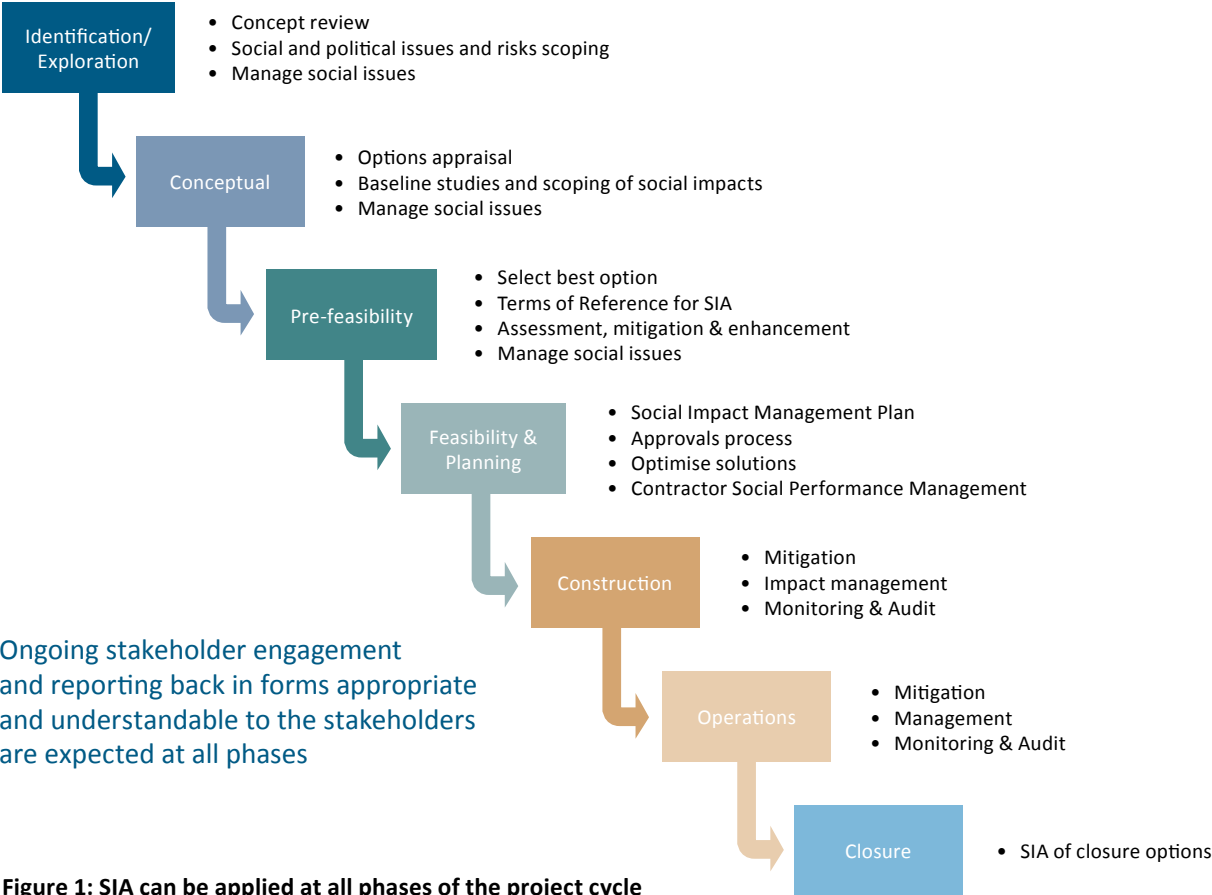 Identification/
Exploration
• Concept review
• Social and political issues and risks scoping
• Manage social issues
Conceptual
• Options appraisal
• Baseline studies and scoping of social impacts
• Manage social issues
Pre-feasibility
• Select best option
• Terms of Reference for SIA
• Assessment, mitigation & enhancement
• Manage social issues
Feasibility &
Planning
• Social Impact Management Plan
• Approvals process
• Optimise solutions
• Contractor Social Performance Management
Construction
• Mitigation
• Impact management
• Monitoring & Audit
Ongoing stakeholder engagement
and reporting back in forms appropriate
and understandable to the stakeholders
are expected at all phases
Operations
• Mitigation
• Management
• Monitoring & Audit
Closure
• SIA of closure options
Figure 1: SIA can be applied at all phases of the project cycle